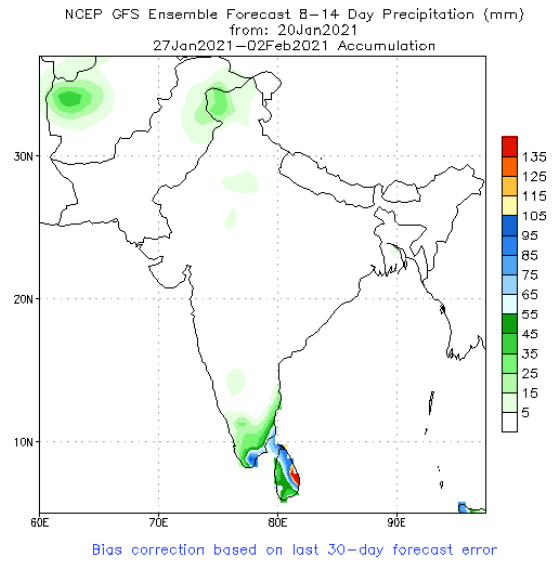 NCEP GFS Ensemble Forecast 8-14 Day Precipitation (mm)
from: 20Jan2021
27Jan2021-02Feb2021 Accumulation
30N
20N
10N
60E
70E
80E
90E
135
125
115
105
95
85
75
65
55
45
35
25
15
5
Bias correction based on last 30-day forecast error